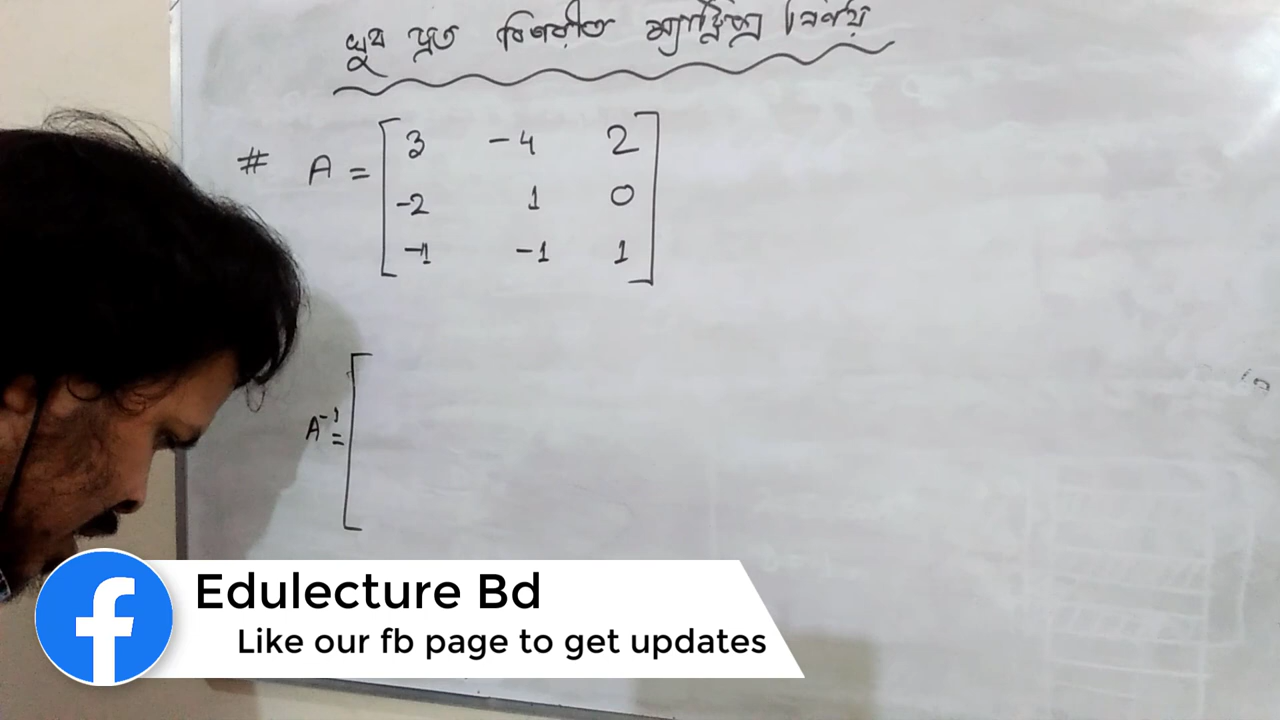 খুব দ্রুত বিপরীত ম্যাট্রিক্স নির্ণয়
# A = [ 3 -4 2 ]
-2 1 0
-1 -1 1
A⁻¹ = [
Edulecture Bd
Like our fb page to get updates